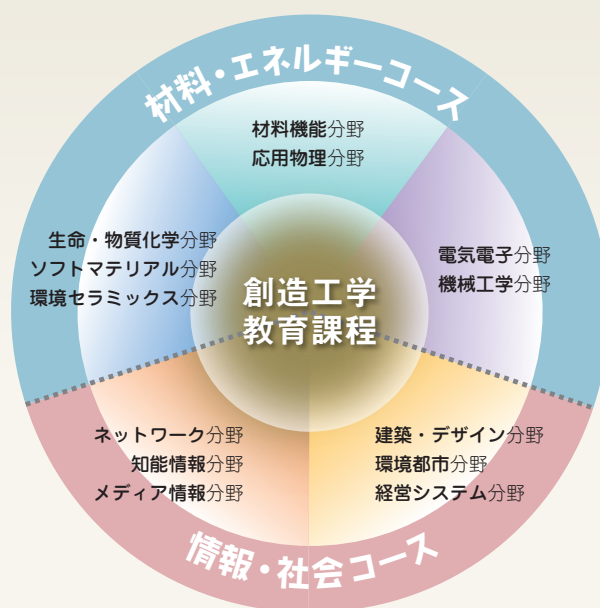 材料・エネルギーコース
材料機能分野
応用物理分野
生命・物質化学分野
ソフトマテリアル分野
環境セラミックス分野
電気電子分野
機械工学分野
創造工学
教育課程
ネットワーク分野
知能情報分野
メディア情報分野
建築・デザイン分野
環境都市分野
経営システム分野
情報・社会コース